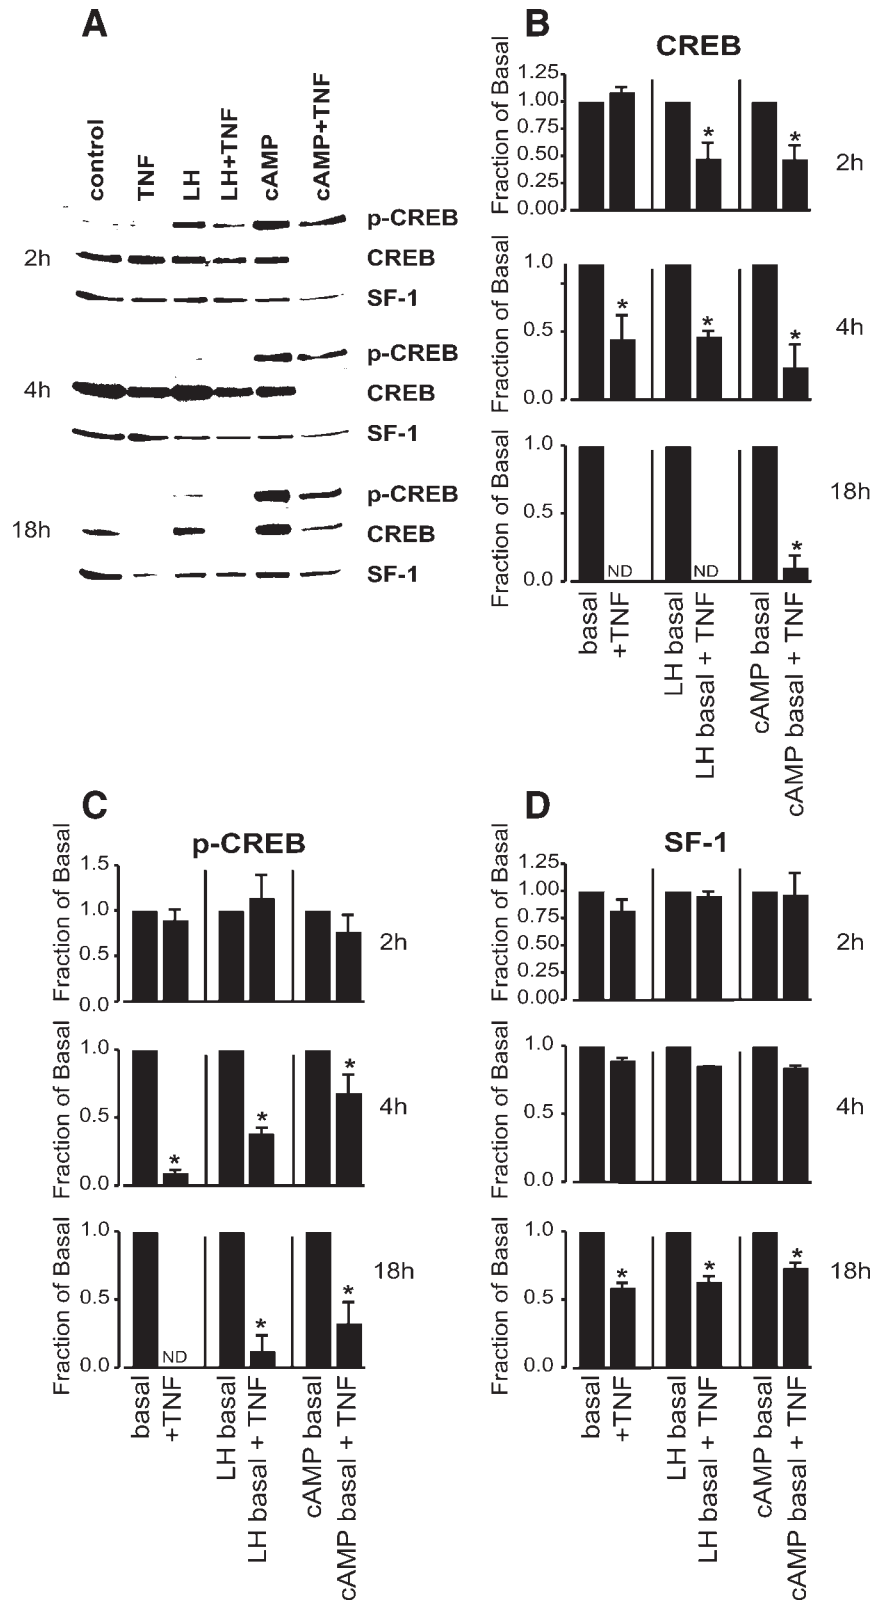 A
control
TNF
LH
LH+TNF
cAMP
cAMP+TNF
2h
p-CREB
CREB
SF-1
4h
p-CREB
CREB
SF-1
18h
p-CREB
CREB
SF-1
B
CREB
Fraction of Basal
1.25
1.00
0.75
0.50
0.25
0.00
*
*
2h
Fraction of Basal
1.0
0.5
0.0
*
*
*
4h
Fraction of Basal
1.0
0.5
0.0
ND
ND
*
18h
basal
+TNF
LH basal
LH basal + TNF
cAMP basal
cAMP basal + TNF
C
p-CREB
Fraction of Basal
1.5
1.0
0.5
0.0
2h
Fraction of Basal
1.0
0.5
0.0
*
*
*
4h
Fraction of Basal
1.0
0.5
0.0
ND
*
*
18h
basal
+TNF
LH basal
LH basal + TNF
cAMP basal
cAMP basal + TNF
D
SF-1
Fraction of Basal
1.25
1.00
0.75
0.50
0.25
0.00
2h
Fraction of Basal
1.0
0.5
0.0
4h
Fraction of Basal
1.0
0.5
0.0
*
*
*
18h
basal
+TNF
LH basal
LH basal + TNF
cAMP basal
cAMP basal + TNF